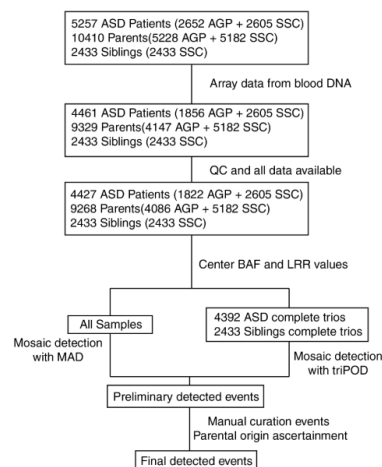 5257 ASD Patients (2652 AGP + 2605 SSC)
10410 Parents(5228 AGP + 5182 SSC)
2433 Siblings (2433 SSC)
Array data from blood DNA
4461 ASD Patients (1856 AGP + 2605 SSC)
9329 Parents(4147 AGP + 5182 SSC)
2433 Siblings (2433 SSC)
QC and all data available
4427 ASD Patients (1822 AGP + 2605 SSC)
9268 Parents(4086 AGP + 5182 SSC)
2433 Siblings (2433 SSC)
Center BAF and LRR values
All Samples
4392 ASD complete trios
2433 Siblings complete trios
Mosaic detection
with MAD
Mosaic detection
with triPOD
Preliminary detected events
Manual curation events
Parental origin ascertainment
Final detected events